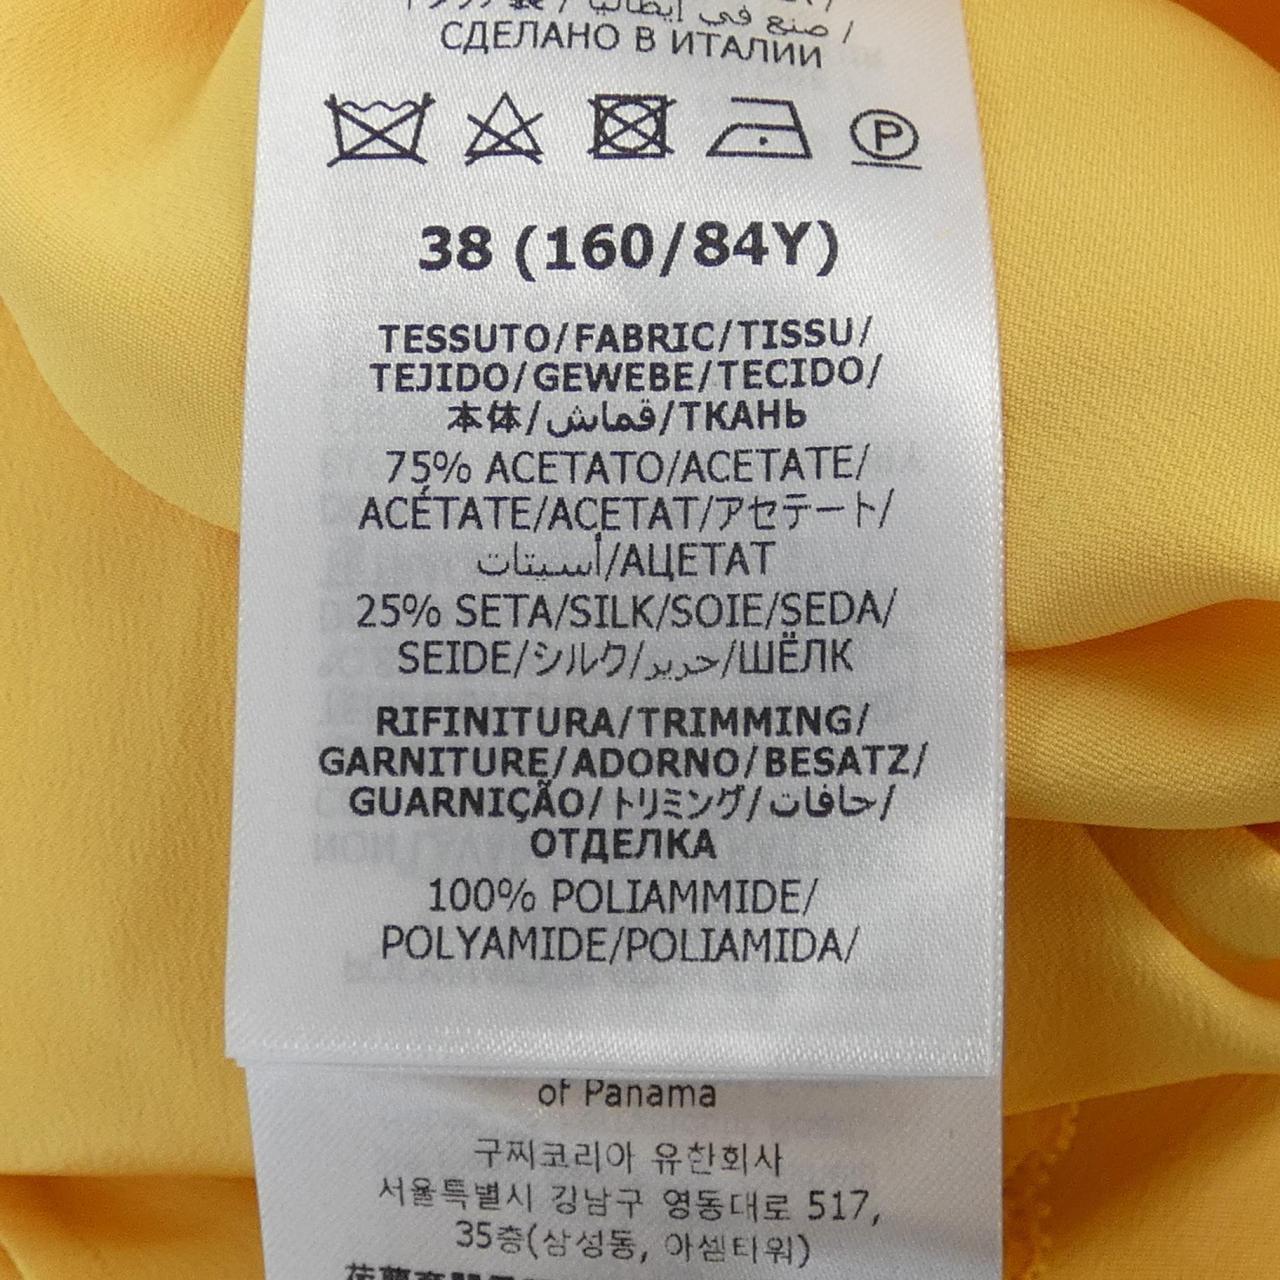 صنع في إيطاليا /
СДЕЛАНО В ИТАЛИИ
P
38 (160/84Y)
TESSUTO/FABRIC/TISSU/
TEJIDO/GEWEBE/TECIDO/
本体/قماش/ТКАНЬ
75% ACETATO/ACETATE/
ACÉTATE/ACETAT/アセテート/
أسيتات/АЦЕТАТ
25% SETA/SILK/SOIE/SEDA/
SEIDE/シルク/حرير/ШЁЛК
RIFINITURA/TRIMMING/
GARNITURE/ADORNO/BESATZ/
GUARNIÇÃO/トリミング/حافات/
ОТДЕЛКА
100% POLIAMMIDE/
POLYAMIDE/POLIAMIDA/
of Panama
구찌코리아 유한회사
서울특별시 강남구 영동대로 517,
35층(삼성동, 아셈타워)